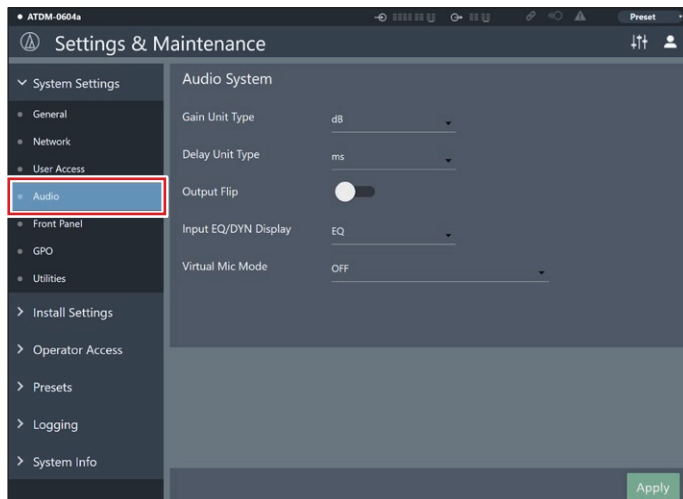 ATDM-0604a
Preset
Settings & Maintenance
System Settings
General
Network
User Access
Audio
Front Panel
GPO
Utilities
Install Settings
Operator Access
Presets
Logging
System Info
Audio System
Gain Unit Type dB
Delay Unit Type ms
Output Flip
Input EQ/DYN Display EQ
Virtual Mic Mode OFF
Apply